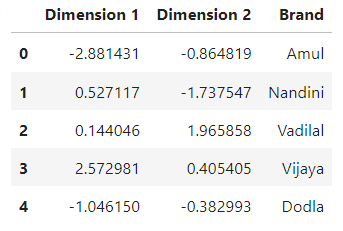 Dimension 1 Dimension 2 Brand
0 -2.881431 -0.864819 Amul
1 0.527117 -1.737547 Nandini
2 0.144046 1.965858 Vadilal
3 2.572981 0.405405 Vijaya
4 -1.046150 -0.382993 Dodla